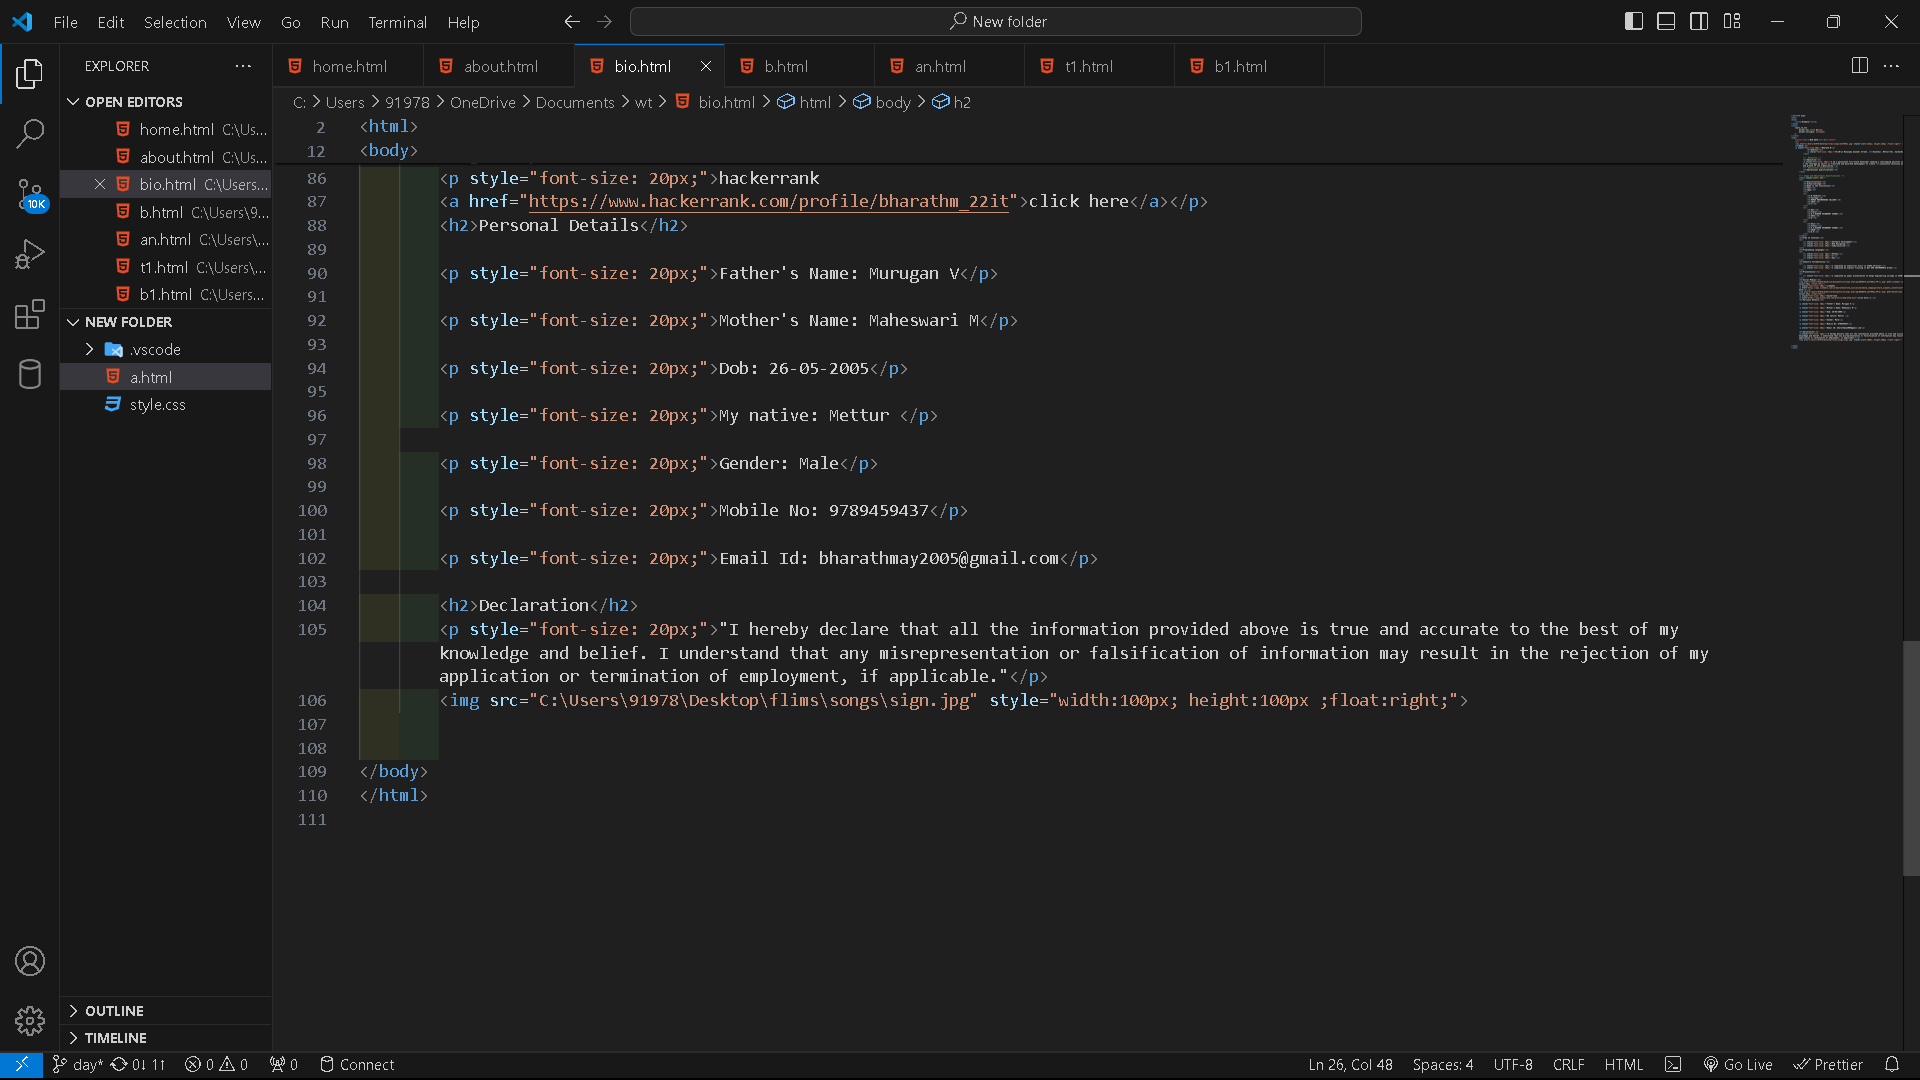 File Edit Selection View Go Run Terminal Help
New folder
EXPLORER
OPEN EDITORS
home.html C:\Us...
about.html C:\Us...
bio.html C:\Users...
b.html C:\Users\9...
an.html C:\Users\...
t1.html C:\Users\...
b1.html C:\Users...
NEW FOLDER
.vscode
a.html
style.css
OUTLINE
TIMELINE
10K
home.html about.html bio.html b.html an.html t1.html b1.html
C: > Users > 91978 > OneDrive > Documents > wt > bio.html > html > body > h2
2 <html>
12 <body>
86 <p style="font-size: 20px;">hackerrank
87 <a href="https://www.hackerrank.com/profile/bharathm_22it">click here</a></p>
88 <h2>Personal Details</h2>
89
90 <p style="font-size: 20px;">Father's Name: Murugan V</p>
91
92 <p style="font-size: 20px;">Mother's Name: Maheswari M</p>
93
94 <p style="font-size: 20px;">Dob: 26-05-2005</p>
95
96 <p style="font-size: 20px;">My native: Mettur </p>
97
98 <p style="font-size: 20px;">Gender: Male</p>
99
100 <p style="font-size: 20px;">Mobile No: 9789459437</p>
101
102 <p style="font-size: 20px;">Email Id: bharathmay2005@gmail.com</p>
103
104 <h2>Declaration</h2>
105 <p style="font-size: 20px;">"I hereby declare that all the information provided above is true and accurate to the best of my
knowledge and belief. I understand that any misrepresentation or falsification of information may result in the rejection of my
application or termination of employment, if applicable."</p>
106 <img src="C:\Users\91978\Desktop\flims\songs\sign.jpg" style="width:100px; height:100px ;float:right;">
107
108
109 </body>
110 </html>
111
day* 0↓ 1↑ 0 0 0 Connect
Ln 26, Col 48 Spaces: 4 UTF-8 CRLF HTML Go Live Prettier